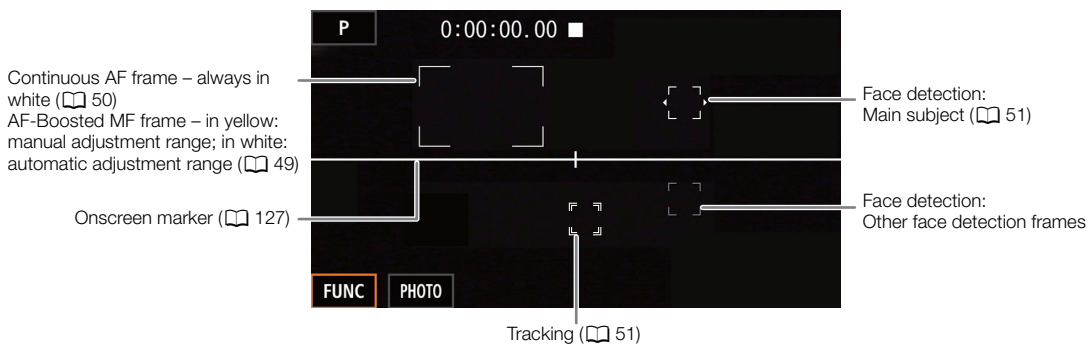 P
0:00:00.00
Continuous AF frame – always in
white (50)
AF-Boosted MF frame – in yellow:
manual adjustment range; in white:
automatic adjustment range (49)
Onscreen marker (127)
Face detection:
Main subject (51)
Face detection:
Other face detection frames
FUNC
PHOTO
Tracking (51)